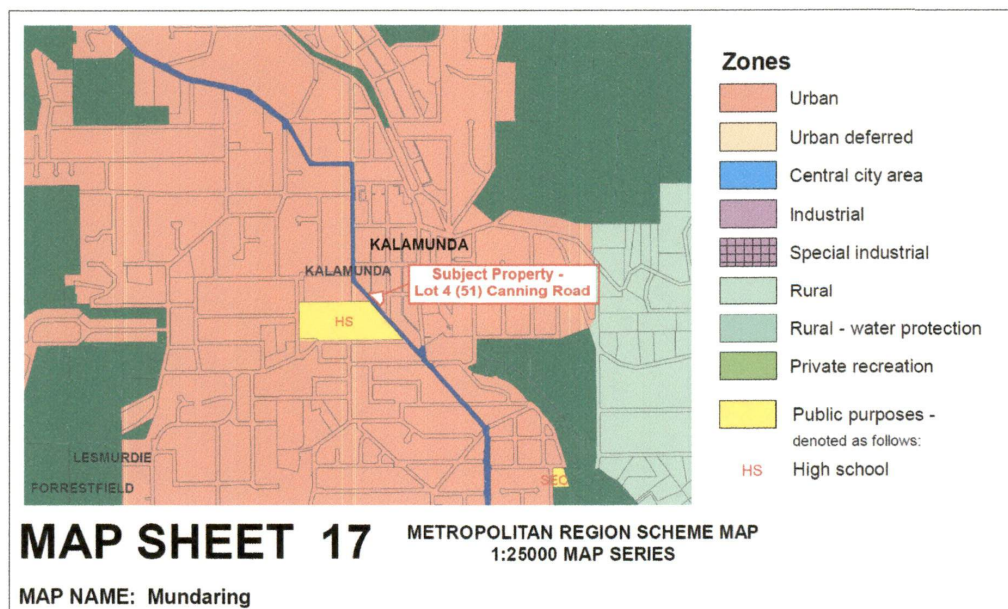 KALAMUNDA
KALAMUNDA
Subject Property -
Lot 4 (51) Canning Road
HS
LESMURDIE
FORRESTFIELD
SEC
Zones
Urban
Urban deferred
Central city area
Industrial
Special industrial
Rural
Rural - water protection
Private recreation
Public purposes -
denoted as follows:
HS High school
MAP SHEET 17
METROPOLITAN REGION SCHEME MAP
1:25000 MAP SERIES
MAP NAME: Mundaring